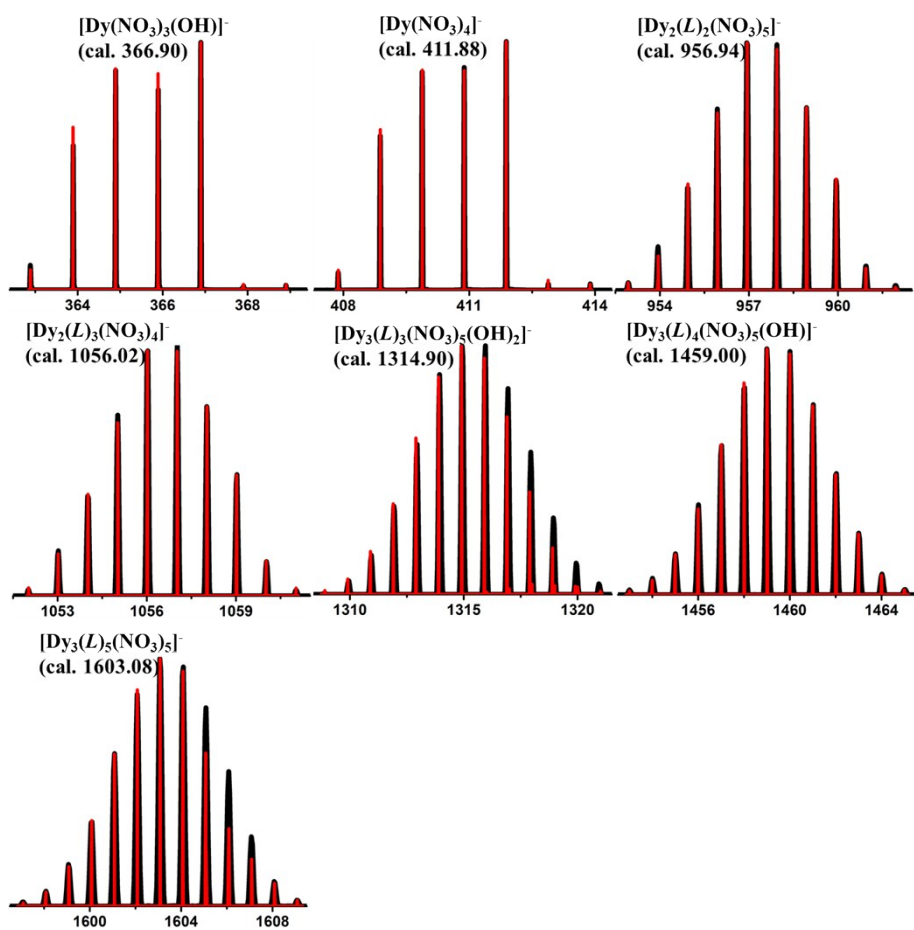 [Dy(NO₃)₃(OH)]⁻
(cal. 366.90)
[Dy(NO₃)₄]⁻
(cal. 411.88)
[Dy₂(L)₂(NO₃)₅]⁻
(cal. 956.94)
364 366 368
408 411 414
954 957 960
[Dy₂(L)₃(NO₃)₄]⁻
(cal. 1056.02)
[Dy₃(L)₃(NO₃)₅(OH)₂]⁻
(cal. 1314.90)
[Dy₃(L)₄(NO₃)₅(OH)]⁻
(cal. 1459.00)
1053 1056 1059
1310 1315 1320
1456 1460 1464
[Dy₃(L)₅(NO₃)₅]⁻
(cal. 1603.08)
1600 1604 1608